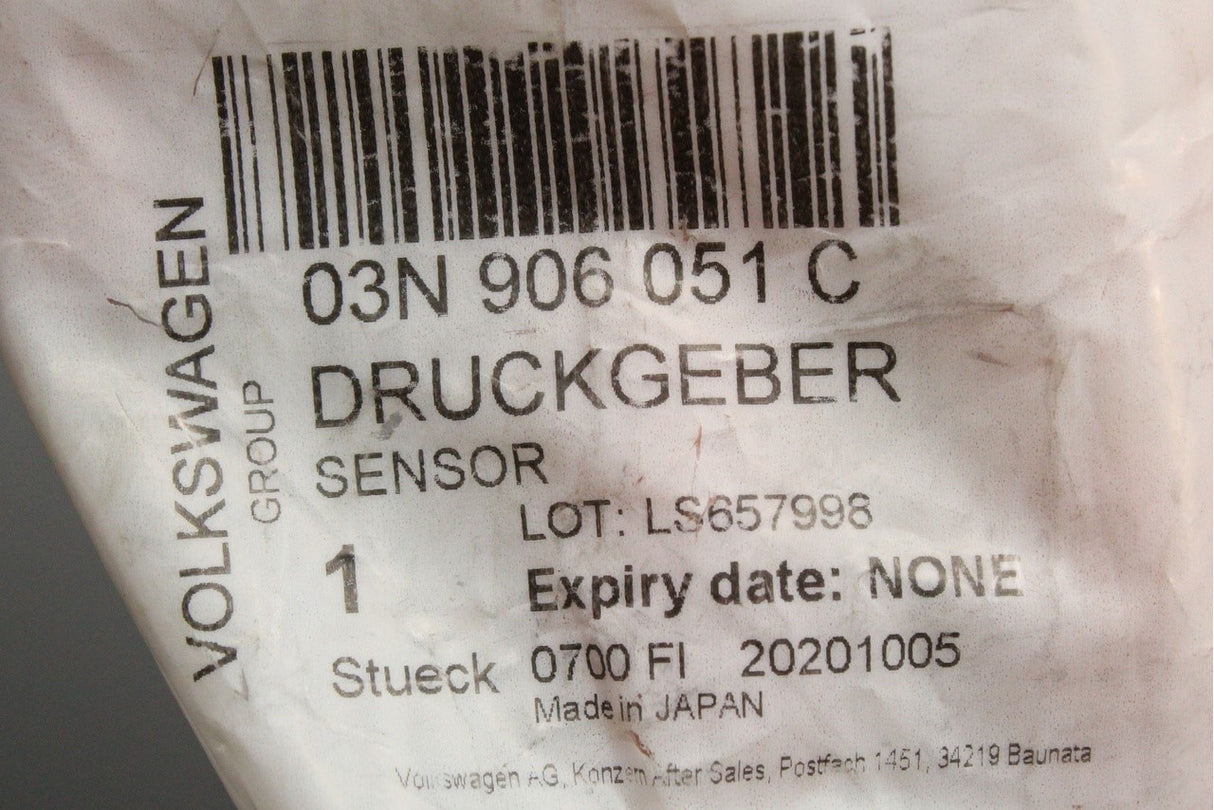 VOLKSWAGEN
GROUP
03N 906 051 C
DRUCKGEBER
SENSOR
LOT: LS657998
1
Expiry date: NONE
Stueck 0700 FI 20201005
Made in JAPAN
Volkswagen AG, Konzern After Sales, Postfach 1451, 34219 Baunata